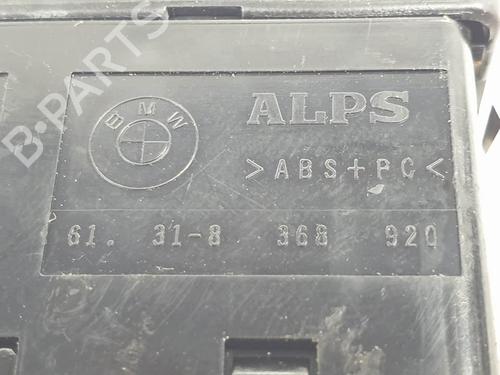 B-PARTS
BMW
ALPS
>ABS+PC<
61. 31-8 368 920